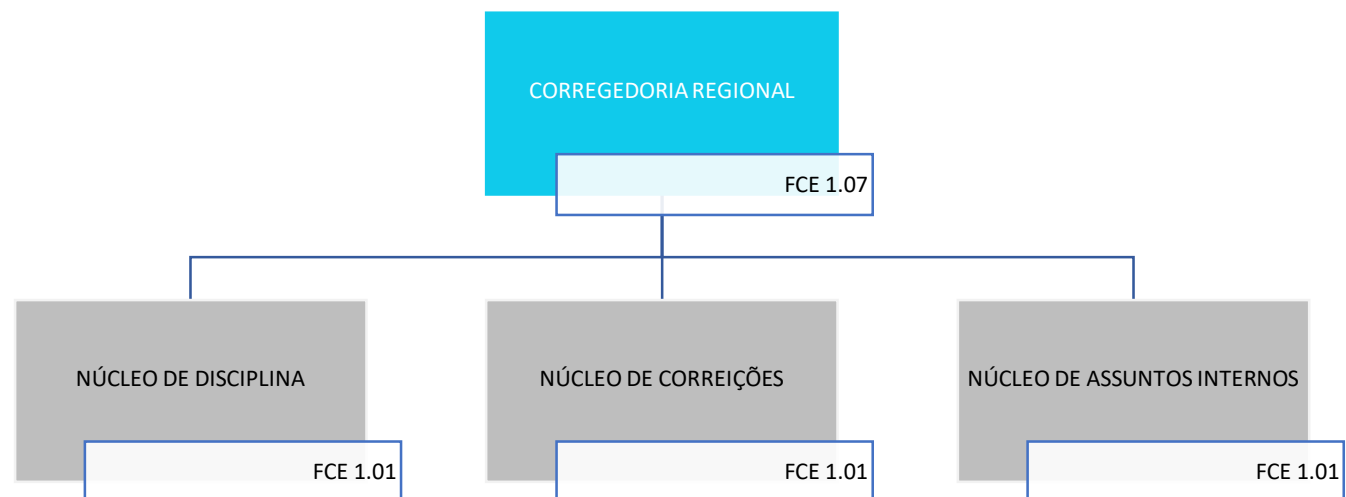 CORREGEDORIA REGIONAL
FCE 1.07
NÚCLEO DE DISCIPLINA
FCE 1.01
NÚCLEO DE CORREIÇÕES
FCE 1.01
NÚCLEO DE ASSUNTOS INTERNOS
FCE 1.01